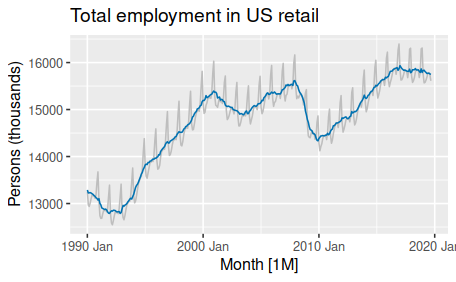 Total employment in US retail
Persons (thousands)
16000
15000
14000
13000
1990 Jan
2000 Jan
2010 Jan
2020 Jan
Month [1M]